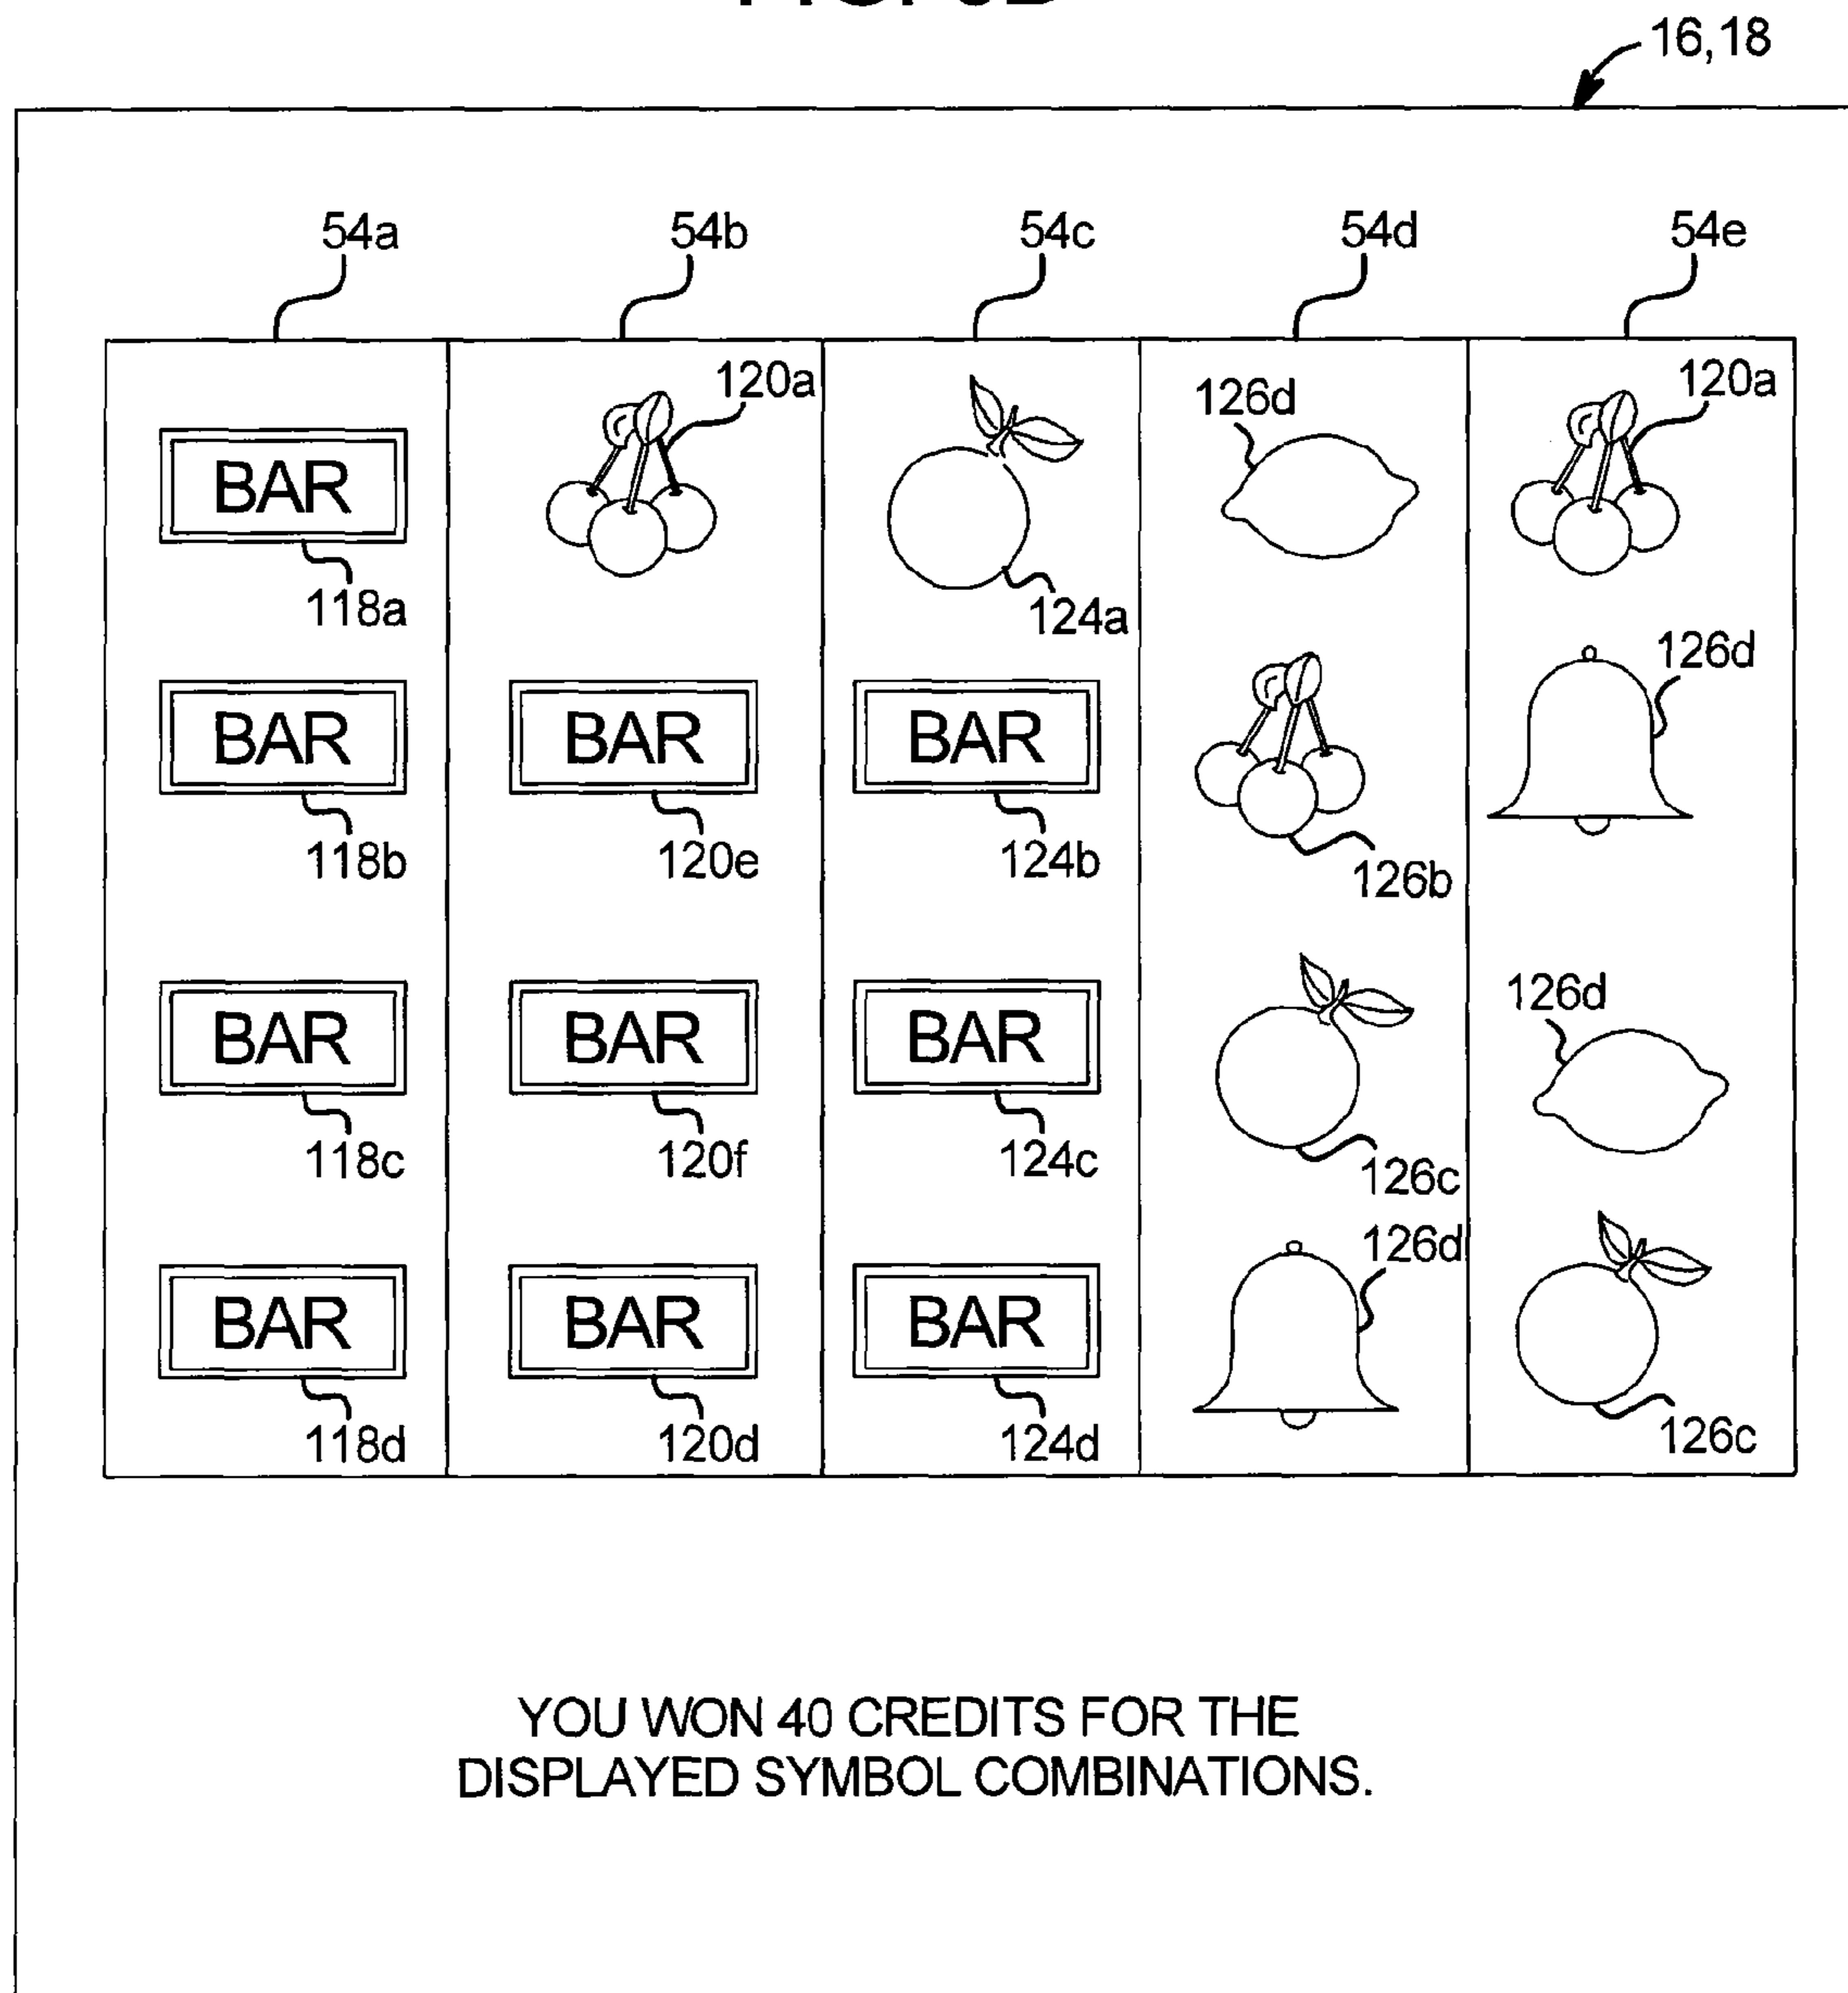 16,18
54a 54b 54c 54d 54e
120a 126d 120a
BAR
118a 124a
126d
BAR BAR BAR
118b 120e 124b 126b
126d
BAR BAR BAR
118c 120f 124c 126c
126d
BAR BAR BAR
118d 120d 124d 126c
YOU WON 40 CREDITS FOR THE
DISPLAYED SYMBOL COMBINATIONS.